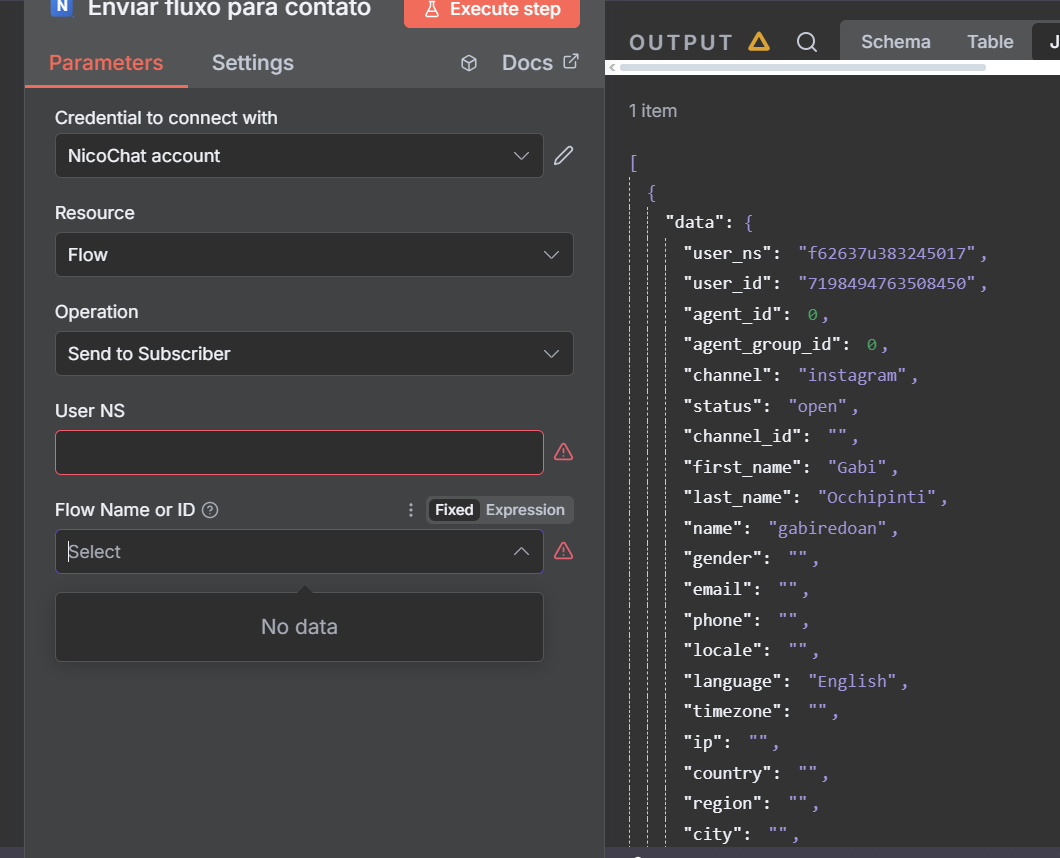 N Enviar fluxo para contato
Execute step
Parameters
Settings
Docs
Credential to connect with
NicoChat account
Resource
Flow
Operation
Send to Subscriber
User NS
Flow Name or ID
Fixed
Expression
Select
No data
OUTPUT
Schema
Table
J
1 item
[
{
"data": {
"user_ns": "f62637u383245017",
"user_id": "7198494763508450",
"agent_id": 0,
"agent_group_id": 0,
"channel": "instagram",
"status": "open",
"channel_id": "",
"first_name": "Gabi",
"last_name": "Occhipinti",
"name": "gabiredoan",
"gender": "",
"email": "",
"phone": "",
"locale": "",
"language": "English",
"timezone": "",
"ip": "",
"country": "",
"region": "",
"city": "",